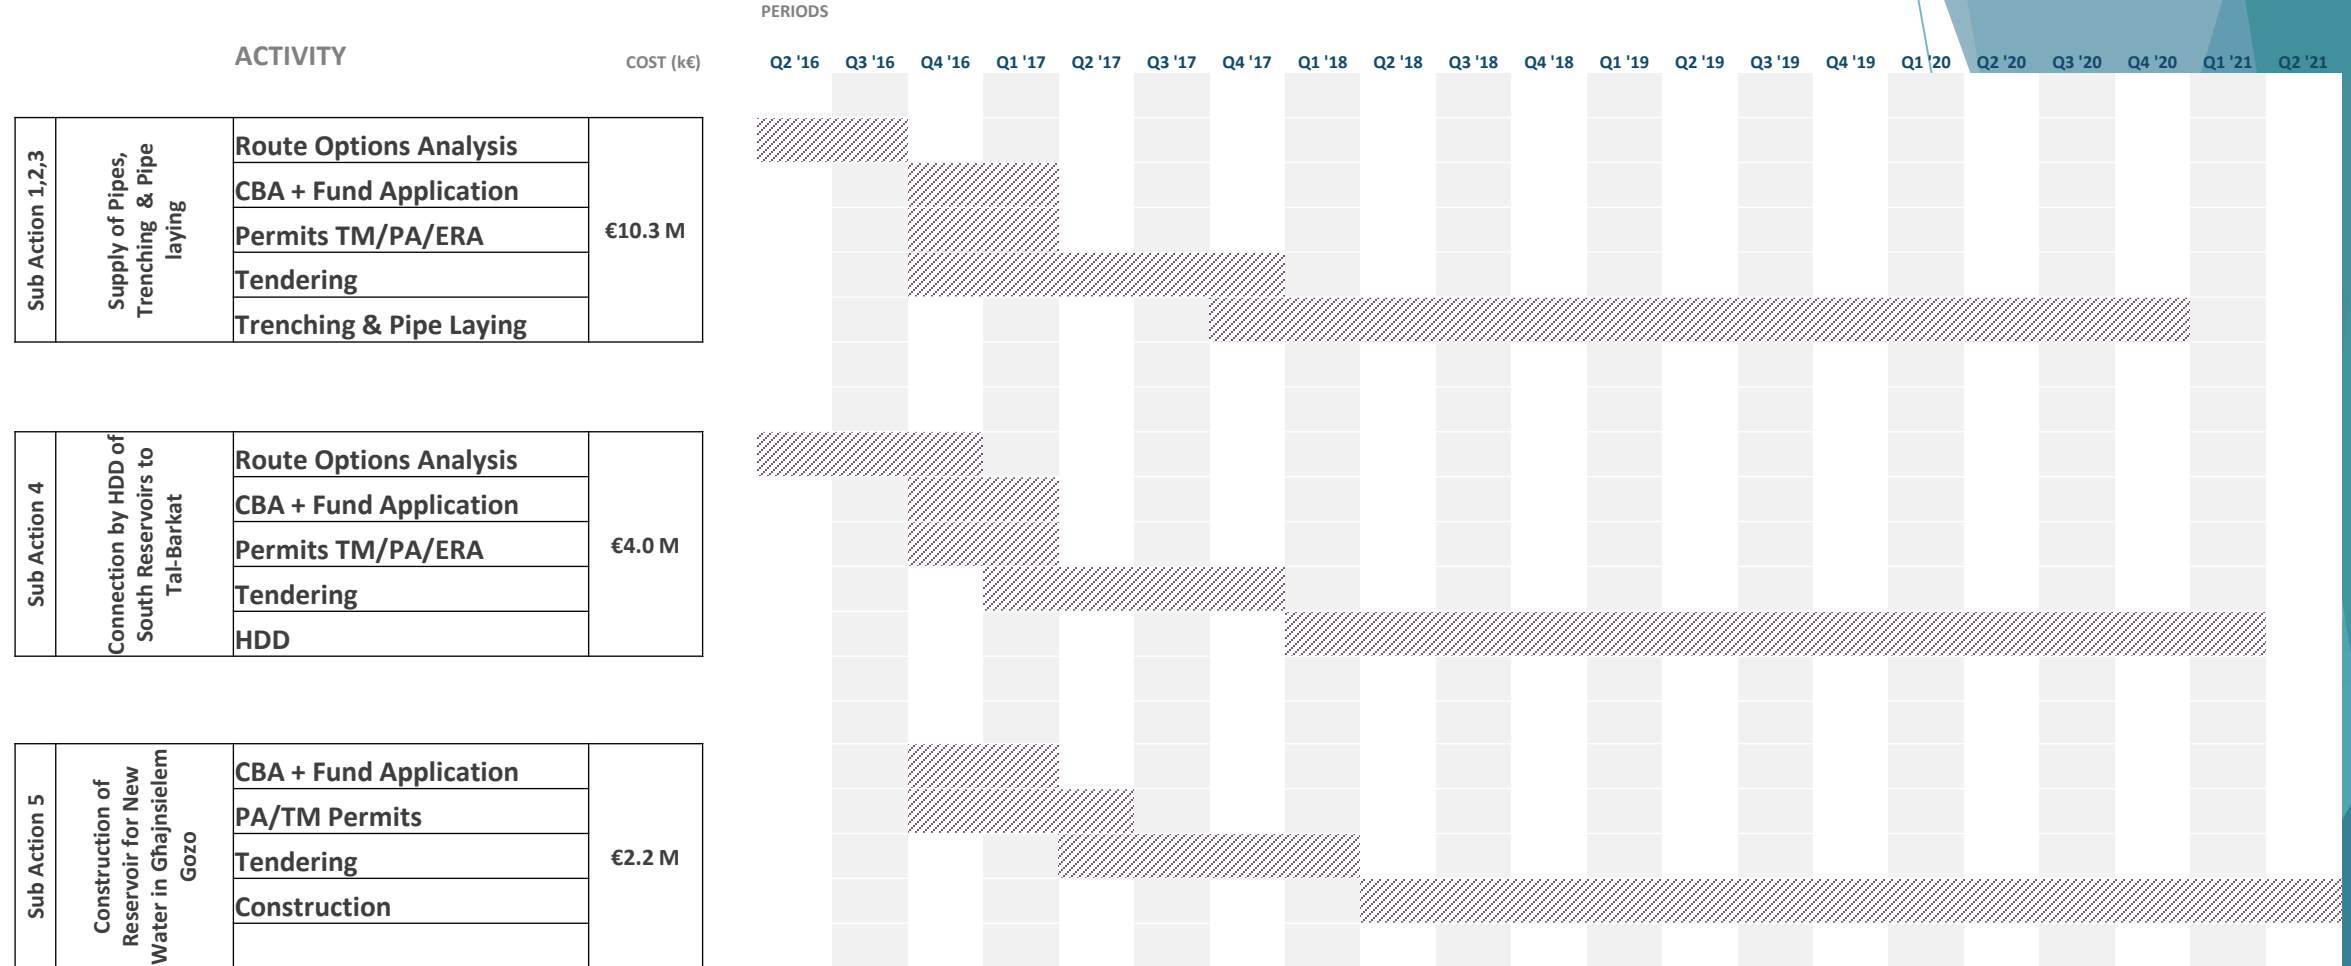 PERIODS
ACTIVITY
COST (k€)
Q2 '16 Q3 '16 Q4 '16 Q1 '17 Q2 '17 Q3 '17 Q4 '17 Q1 '18 Q2 '18 Q3 '18 Q4 '18 Q1 '19 Q2 '19 Q3 '19 Q4 '19 Q1 '20 Q2 '20 Q3 '20 Q4 '20 Q1 '21 Q2 '21
Sub Action 1,2,3
Supply of Pipes,
Trenching & Pipe
laying
Route Options Analysis
CBA + Fund Application
Permits TM/PA/ERA
Tendering
Trenching & Pipe Laying
€10.3 M
Sub Action 4
Connection by HDD of
South Reservoirs to
Tal-Barkat
Route Options Analysis
CBA + Fund Application
Permits TM/PA/ERA
Tendering
HDD
€4.0 M
Sub Action 5
Construction of
Reservoir for New
Water in Għajnsielem
Gozo
CBA + Fund Application
PA/TM Permits
Tendering
Construction
€2.2 M